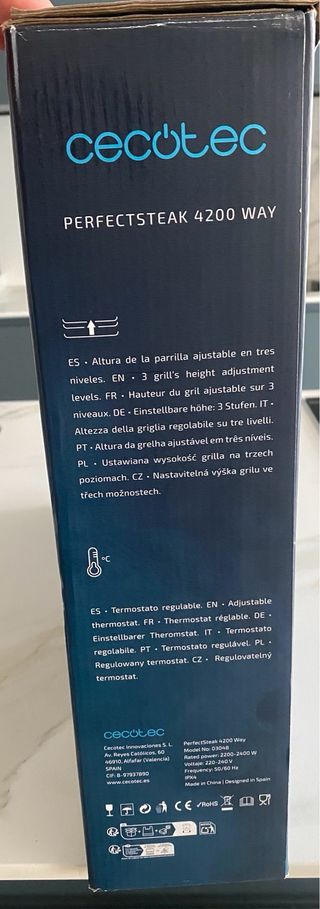 cecotec
PERFECTSTEAK 4200 WAY
ES • Altura de la parrilla ajustable en tres
niveles. EN • 3 grill's height adjustment
levels. FR • Hauteur du gril ajustable sur 3
niveaux. DE • Einstellbare höhe: 3 Stufen. IT •
Altezza della griglia regolabile su tre livelli.
PT • Altura da grelha ajustável em três níveis.
PL • Ustawiana wysokość grilla na trzech
poziomach. CZ • Nastavitelná výška grilu ve
třech možnostech.
°C
ES • Termostato regulable. EN • Adjustable
thermostat. FR • Thermostat réglable. DE •
Einstellbarer Theromstat. IT • Termostato
regolabile. PT • Termostato regulável. PL •
Regulowany termostat. CZ • Regulovatelný
termostat.
cecotec
Cecotec Innovaciones S. L.
Av. Reyes Católicos, 60
46910, Alfafar (Valencia)
SPAIN
CIF: B-97937890
www.cecotec.es
PerfectSteak 4200 Way
Model No: 03048
Rated power: 2200-2400 W
Voltaje: 220-240 V
Frequency: 50/60 Hz
IPX4
Made in China | Designed in Spain
CE ✓RoHS